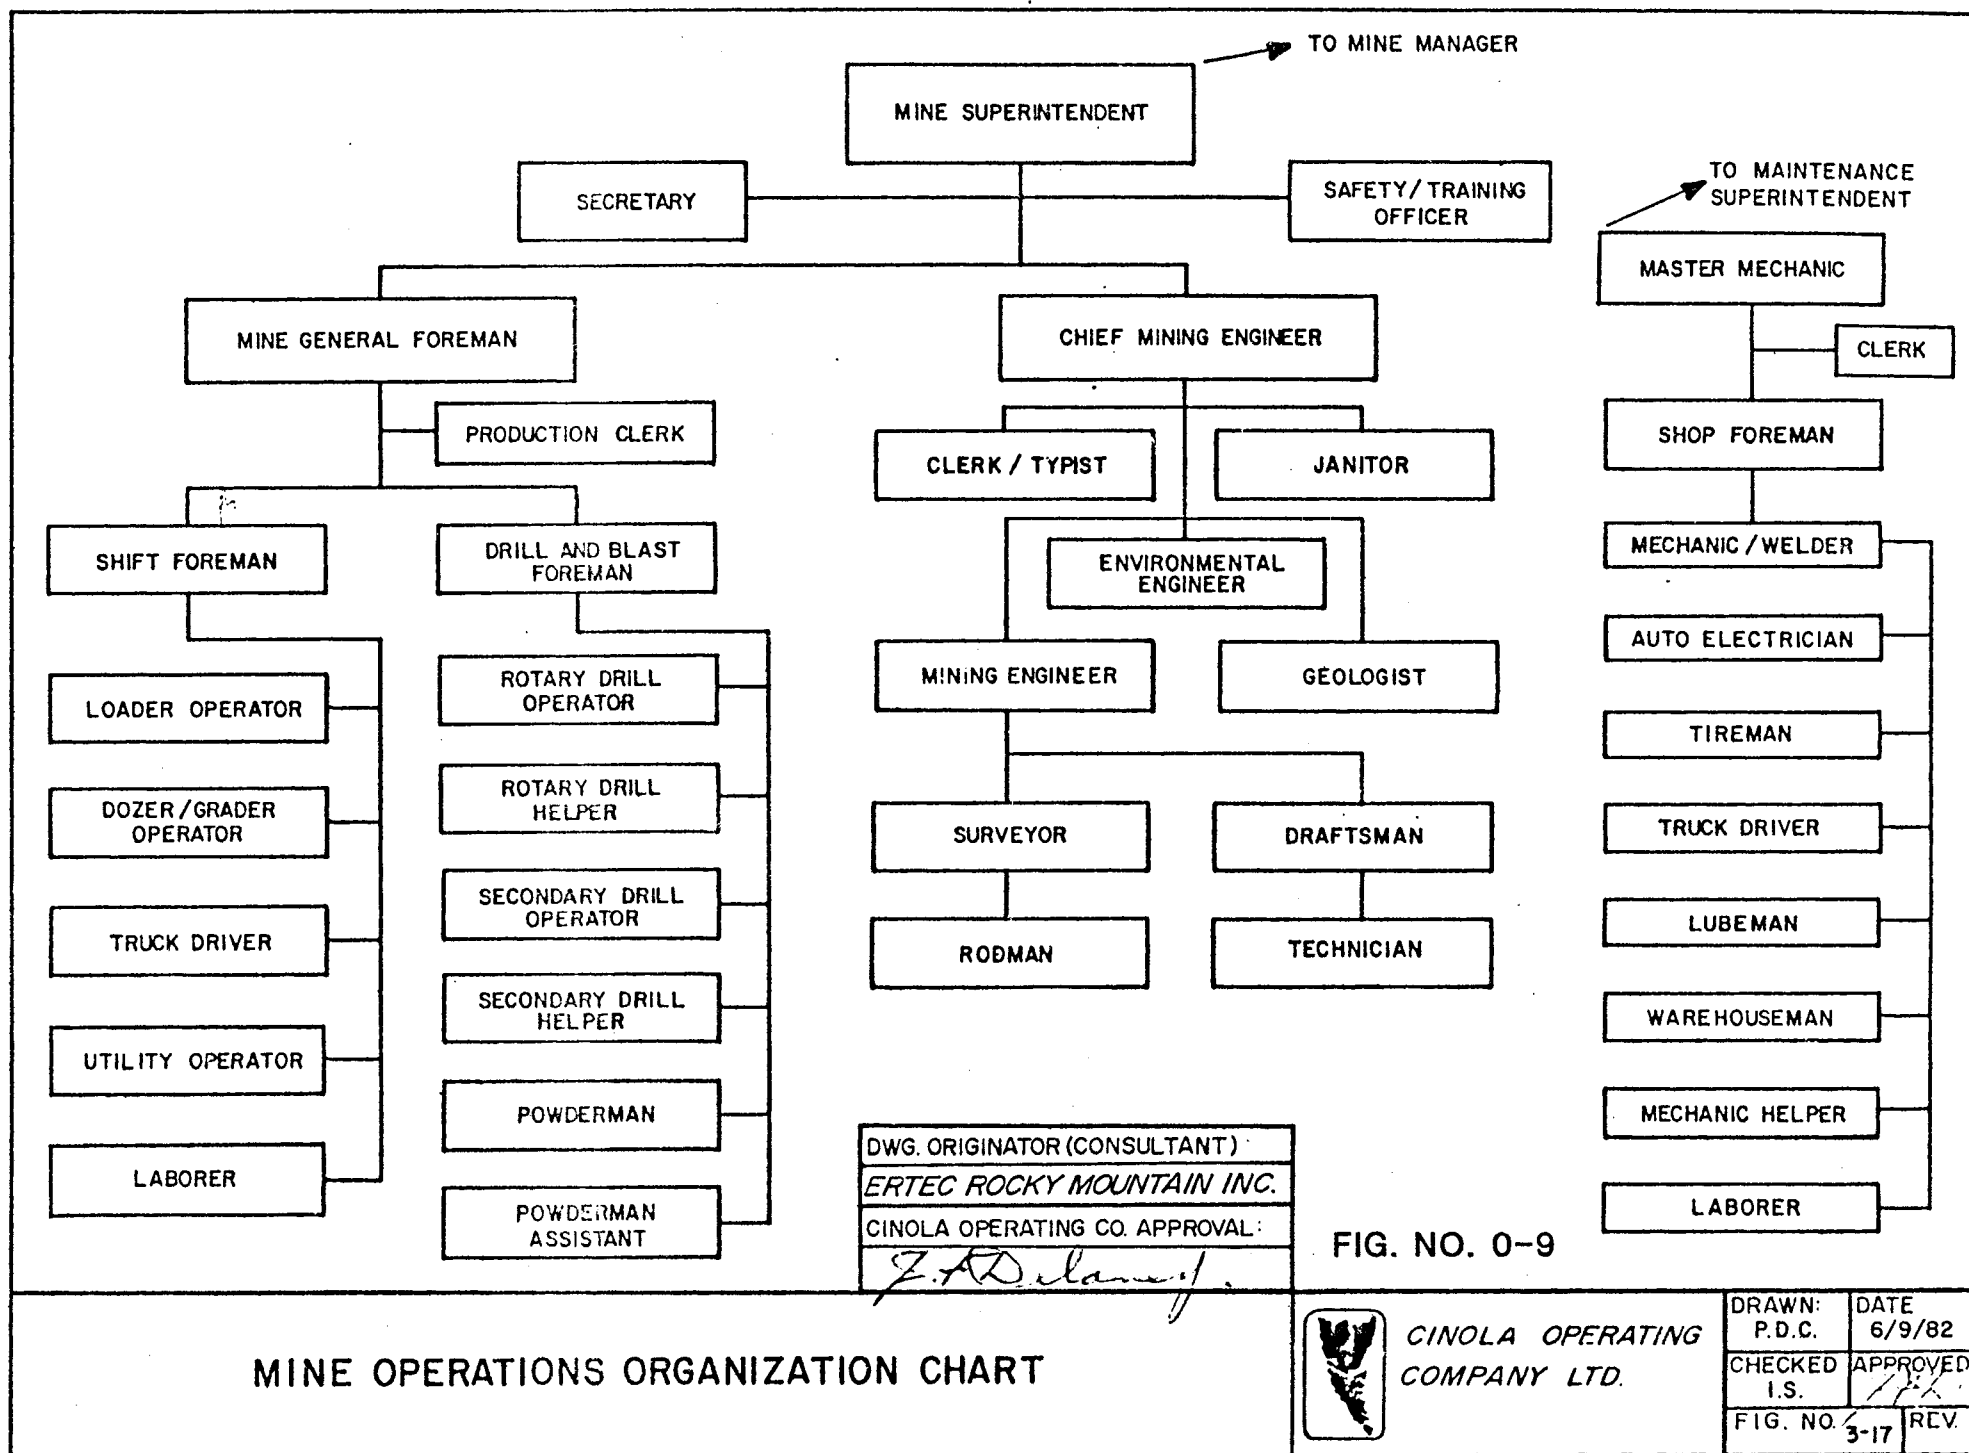 TO MINE MANAGER
MINE SUPERINTENDENT
SECRETARY
SAFETY/TRAINING
OFFICER
TO MAINTENANCE
SUPERINTENDENT
MASTER MECHANIC
CLERK
SHOP FOREMAN
MINE GENERAL FOREMAN
CHIEF MINING ENGINEER
PRODUCTION CLERK
CLERK / TYPIST
JANITOR
SHIFT FOREMAN
DRILL AND BLAST
FOREMAN
ENVIRONMENTAL
ENGINEER
MINING ENGINEER
GEOLOGIST
SURVEYOR
DRAFTSMAN
RODMAN
TECHNICIAN
LOADER OPERATOR
DOZER/GRADER
OPERATOR
TRUCK DRIVER
UTILITY OPERATOR
LABORER
ROTARY DRILL
OPERATOR
ROTARY DRILL
HELPER
SECONDARY DRILL
OPERATOR
SECONDARY DRILL
HELPER
POWDERMAN
POWDERMAN
ASSISTANT
MECHANIC/WELDER
AUTO ELECTRICIAN
TIREMAN
TRUCK DRIVER
LUBEMAN
WAREHOUSEMAN
MECHANIC HELPER
LABORER
DWG. ORIGINATOR (CONSULTANT)
ERTEC ROCKY MOUNTAIN INC.
CINOLA OPERATING CO. APPROVAL:
FIG. NO. 0-9
MINE OPERATIONS ORGANIZATION CHART
CINOLA OPERATING
COMPANY LTD.
DRAWN:
P.D.C.
DATE
6/9/82
CHECKED
I.S.
APPROVED
FIG. NO. 3-17
REV.